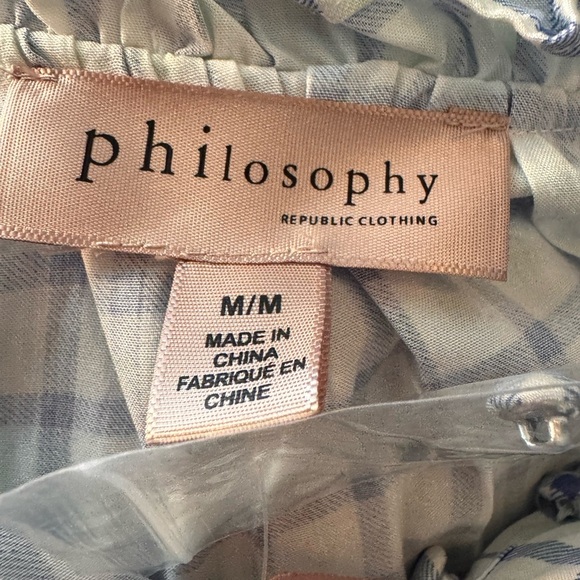 philosophy
REPUBLIC CLOTHING
M/M
MADE IN
CHINA
FABRIQUÉ EN
CHINE